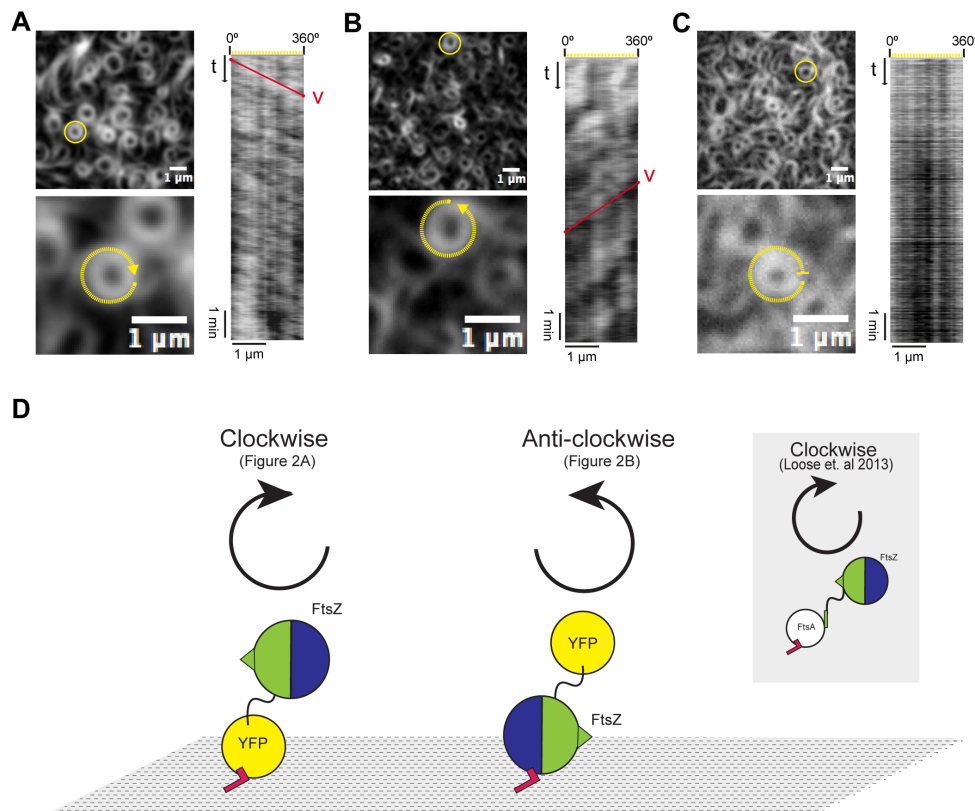 A
0º
360º
t
v
1 µm
1 µm
1 min
1 µm
B
0º
360º
t
v
1 µm
1 µm
1 min
1 µm
C
0º
360º
t
1 µm
1 µm
1 min
1 µm
D
Clockwise
(Figure 2A)
FtsZ
YFP
Anti-clockwise
(Figure 2B)
YFP
FtsZ
Clockwise
(Loose et. al 2013)
FtsZ
FtsA